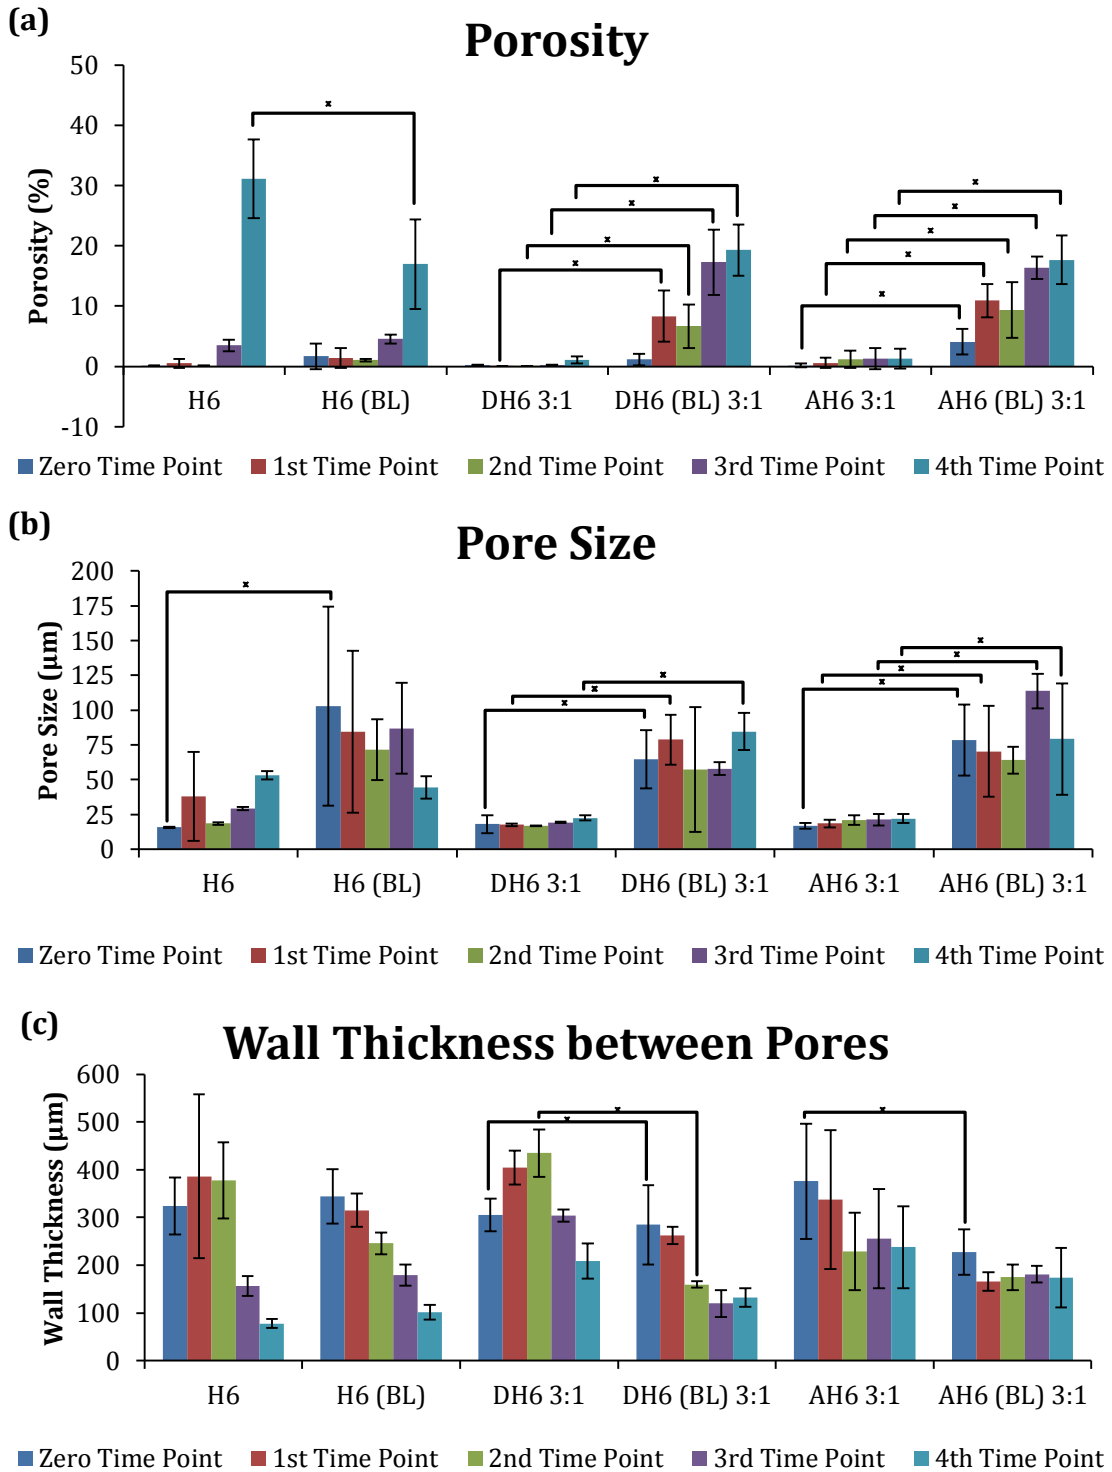 (a)
Porosity
Porosity (%)
50
40
30
20
10
0
-10
H6 H6 (BL) DH6 3:1 DH6 (BL) 3:1 AH6 3:1 AH6 (BL) 3:1
Zero Time Point 1st Time Point 2nd Time Point 3rd Time Point 4th Time Point
(b)
Pore Size
Pore Size (µm)
200
175
150
125
100
75
50
25
0
H6 H6 (BL) DH6 3:1 DH6 (BL) 3:1 AH6 3:1 AH6 (BL) 3:1
Zero Time Point 1st Time Point 2nd Time Point 3rd Time Point 4th Time Point
(c)
Wall Thickness between Pores
Wall Thickness (µm)
600
500
400
300
200
100
0
H6 H6 (BL) DH6 3:1 DH6 (BL) 3:1 AH6 3:1 AH6 (BL) 3:1
Zero Time Point 1st Time Point 2nd Time Point 3rd Time Point 4th Time Point